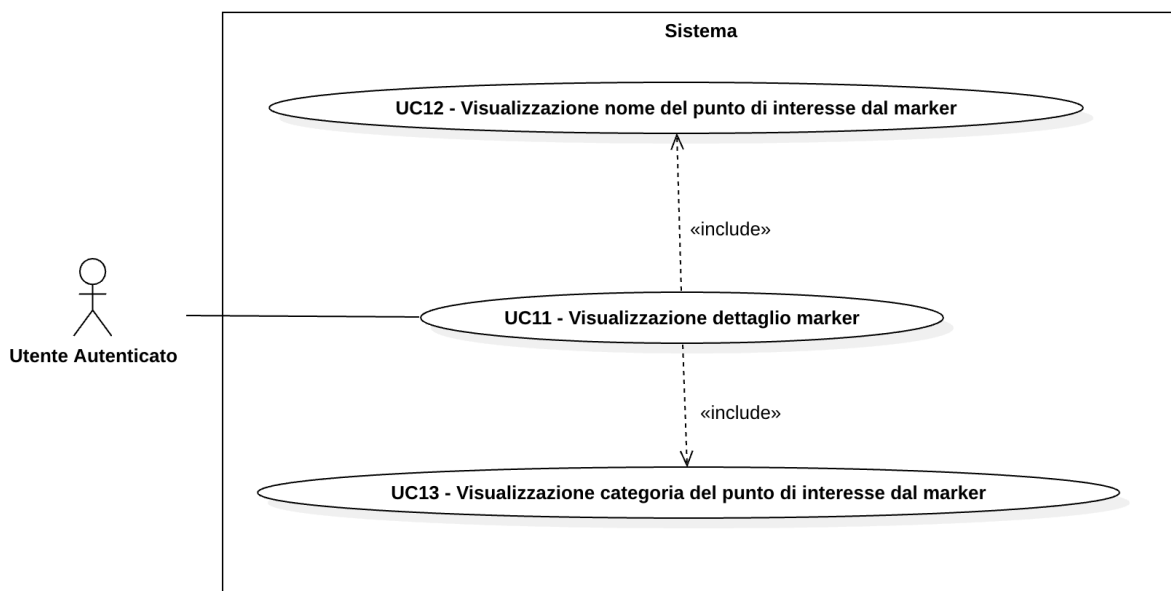 Sistema
UC12 - Visualizzazione nome del punto di interesse dal marker
«include»
UC11 - Visualizzazione dettaglio marker
Utente Autenticato
«include»
UC13 - Visualizzazione categoria del punto di interesse dal marker